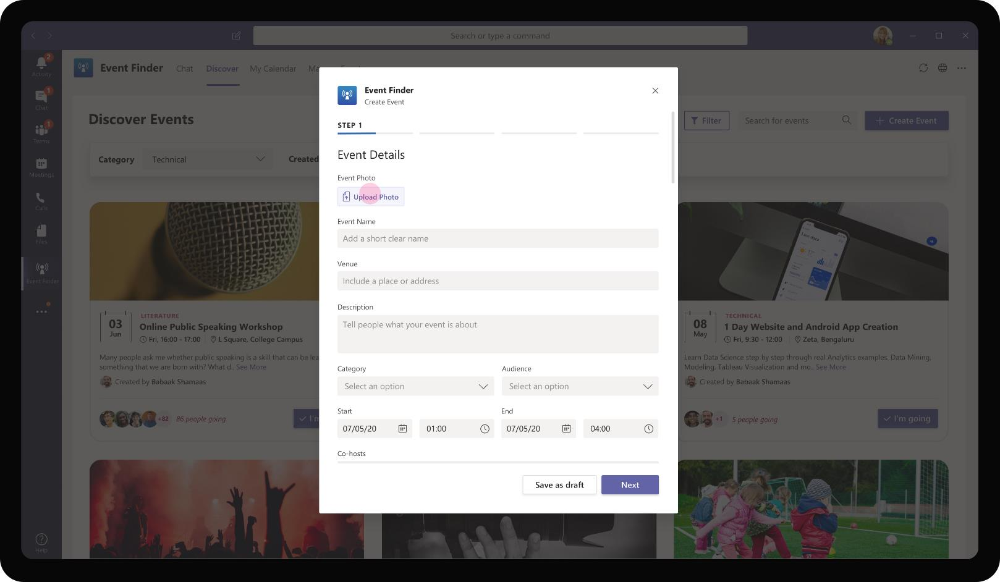 Search or type a command
2
Activity
1
Chat
1
Teams
Meetings
Calls
Files
Event Finder
Help
Event Finder
Chat
Discover
My Calendar
Discover Events
Filter
Search for events
Create Event
Category
Technical
Created
Event Finder
Create Event
STEP 1
Event Details
Event Photo
Upload Photo
Event Name
Add a short clear name
Venue
Include a place or address
Description
Tell people what your event is about
Category
Audience
Select an option
Select an option
Start
End
07/05/20
01:00
07/05/20
04:00
Co-hosts
Save as draft
Next
03
Jun
LITERATURE
Online Public Speaking Workshop
Fri, 16:00 - 17:00
L Square, College Campus
Many people ask me whether public speaking is a skill that can be
something that we are born with? What d.. See More
Created by Babaak Shamaas
+82
86 people going
Live data
08
May
TECHNICAL
1 Day Website and Android App Creation
Fri, 9:30 - 12:00
Zeta, Bengaluru
Learn Data Science step by step through real Analytics examples. Data Mining,
Modeling, Tableau Visualization and mo.. See More
Created by Babaak Shamaas
+1
5 people going
I'm going